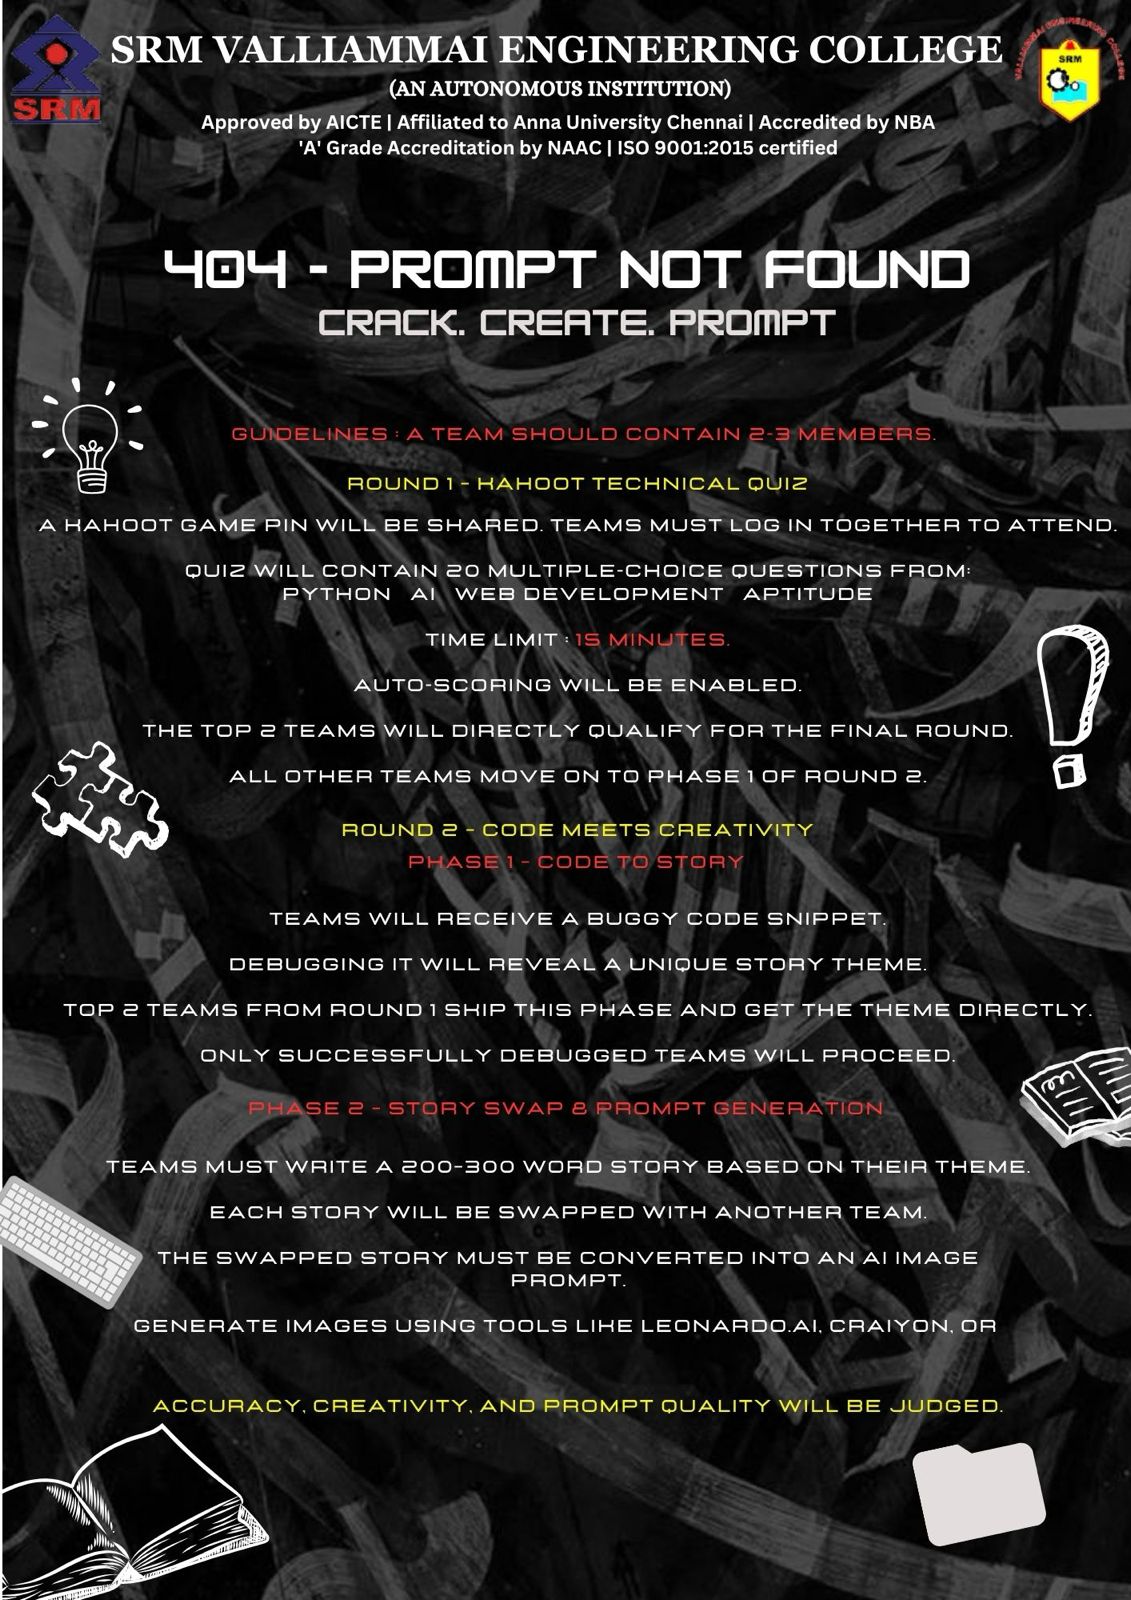 SRM VALLIAMMAI ENGINEERING COLLEGE
(AN AUTONOMOUS INSTITUTION)
Approved by AICTE | Affiliated to Anna University Chennai | Accredited by NBA
'A' Grade Accreditation by NAAC | ISO 9001:2015 certified
SRM
VALLIAMMAI ENGINEERING COLLEGE
SRM
404 - PROMPT NOT FOUND
CRACK. CREATE. PROMPT
GUIDELINES : A TEAM SHOULD CONTAIN 2-3 MEMBERS.
ROUND 1 - KAHOOT TECHNICAL QUIZ
A KAHOOT GAME PIN WILL BE SHARED. TEAMS MUST LOG IN TOGETHER TO ATTEND.
QUIZ WILL CONTAIN 20 MULTIPLE-CHOICE QUESTIONS FROM:
PYTHON AI WEB DEVELOPMENT APTITUDE
TIME LIMIT : 15 MINUTES.
AUTO-SCORING WILL BE ENABLED.
THE TOP 2 TEAMS WILL DIRECTLY QUALIFY FOR THE FINAL ROUND.
ALL OTHER TEAMS MOVE ON TO PHASE 1 OF ROUND 2.
ROUND 2 - CODE MEETS CREATIVITY
PHASE 1 - CODE TO STORY
TEAMS WILL RECEIVE A BUGGY CODE SNIPPET.
DEBUGGING IT WILL REVEAL A UNIQUE STORY THEME.
TOP 2 TEAMS FROM ROUND 1 SKIP THIS PHASE AND GET THE THEME DIRECTLY.
ONLY SUCCESSFULLY DEBUGGED TEAMS WILL PROCEED.
PHASE 2 - STORY SWAP & PROMPT GENERATION
TEAMS MUST WRITE A 200-300 WORD STORY BASED ON THEIR THEME.
EACH STORY WILL BE SWAPPED WITH ANOTHER TEAM.
THE SWAPPED STORY MUST BE CONVERTED INTO AN AI IMAGE
PROMPT.
GENERATE IMAGES USING TOOLS LIKE LEONARDO.AI, CRAIYON, OR
ACCURACY, CREATIVITY, AND PROMPT QUALITY WILL BE JUDGED.